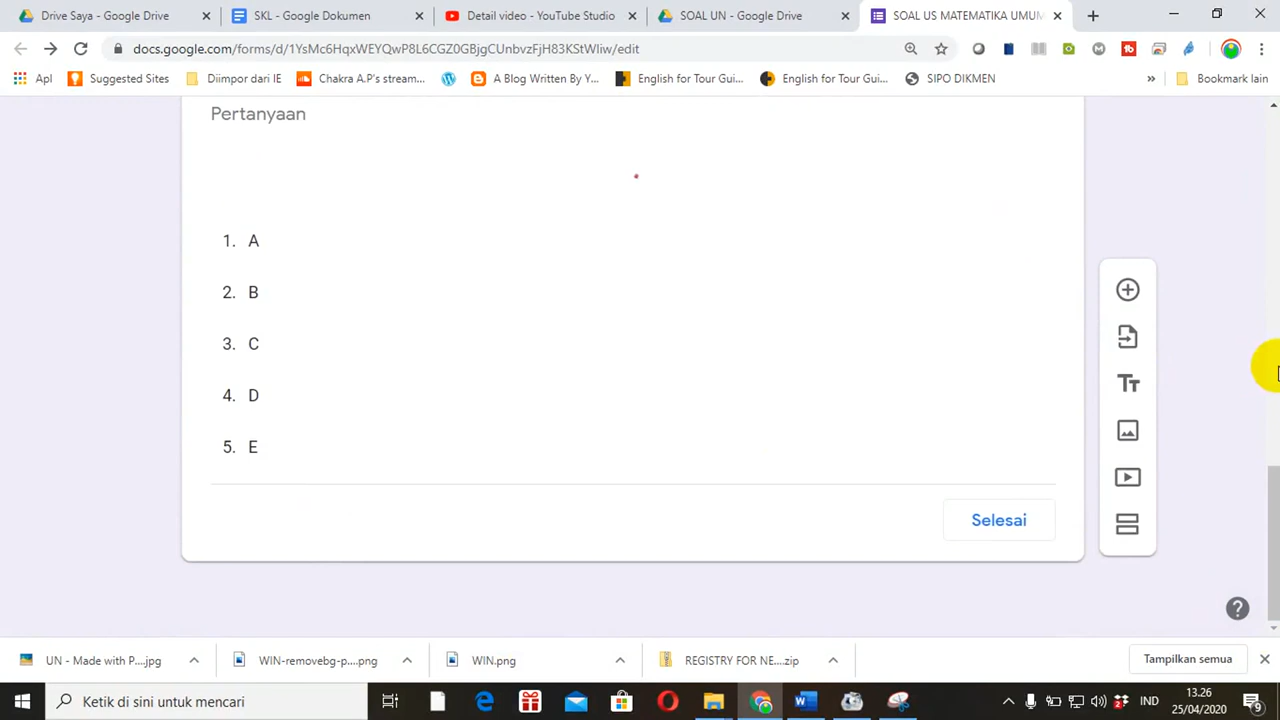 Drive Saya - Google Drive
SKL - Google Dokumen
Detail video - YouTube Studio
SOAL UN - Google Drive
SOAL US MATEMATIKA UMUM
docs.google.com/forms/d/1YsMc6HqxWEYQwP8L6CGZ0GBjgCUnbvzFjH83KStWliw/edit
Apl
Suggested Sites
Diimpor dari IE
Chakra A.P's stream...
A Blog Written By Y...
English for Tour Gui...
English for Tour Gui...
SIPO DIKMEN
Bookmark lain
Pertanyaan
1. A
2. B
3. C
4. D
5. E
Selesai
UN - Made with P....jpg
WIN-removebg-p....png
WIN.png
REGISTRY FOR NE....zip
Tampilkan semua
Ketik di sini untuk mencari
IND
13.26
25/04/2020
9